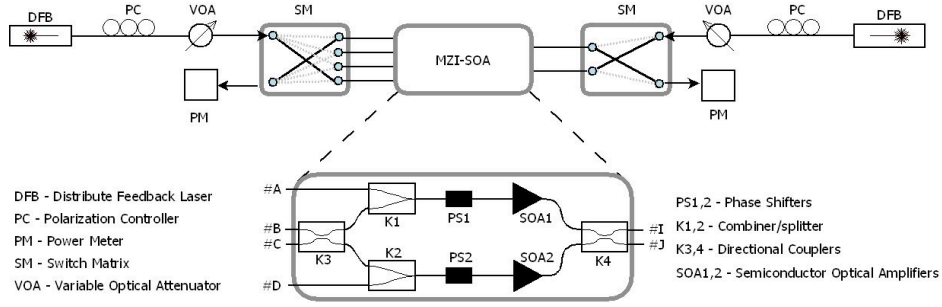 DFB
PC
VOA
SM
SM
VOA
PC
DFB
MZI-SOA
PM
PM
#A
#B
#C
#D
K1
PS1
SOA1
K3
K2
PS2
SOA2
K4
#I
#J
DFB - Distribute Feedback Laser
PC - Polarization Controller
PM - Power Meter
SM - Switch Matrix
VOA - Variable Optical Attenuator
PS1,2 - Phase Shifters
K1,2 - Combiner/splitter
K3,4 - Directional Couplers
SOA1,2 - Semiconductor Optical Amplifiers